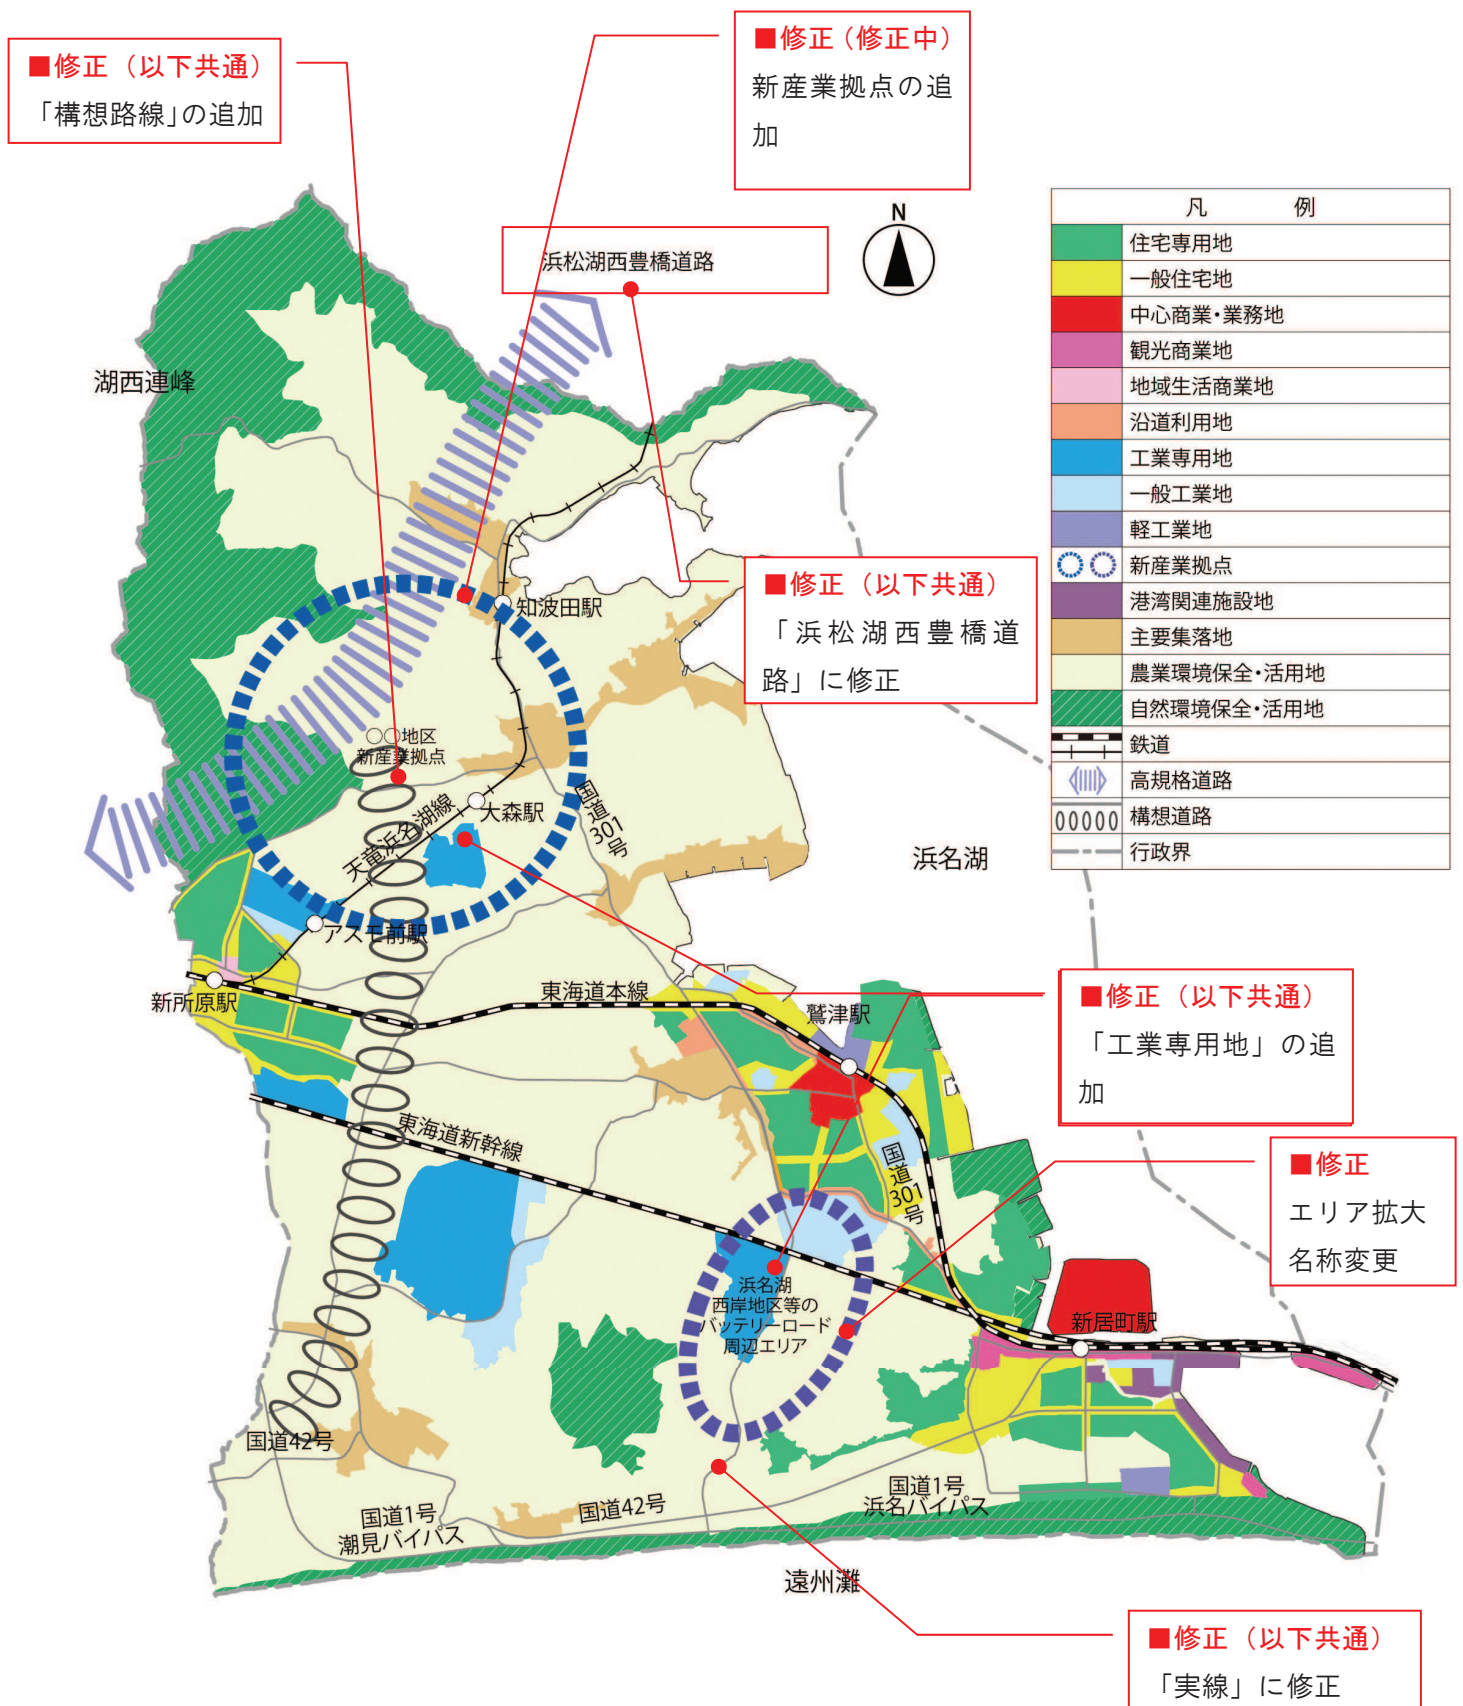 ■修正（以下共通）
「構想路線」の追加
■修正（修正中）
新産業拠点の追
加
浜松湖西豊橋道路
N
凡　例
住宅専用地
一般住宅地
中心商業・業務地
観光商業地
地域生活商業地
沿道利用地
工業専用地
一般工業地
軽工業地
新産業拠点
港湾関連施設地
主要集落地
農業環境保全・活用地
自然環境保全・活用地
鉄道
高規格道路
構想道路
行政界
湖西連峰
■修正（以下共通）
「浜松湖西豊橋道
路」に修正
知波田駅
○○地区
新産業拠点
大森駅
天竜浜名湖線
国道301号
浜名湖
アスモ前駅
新所原駅
東海道本線
鷲津駅
■修正（以下共通）
「工業専用地」の追
加
東海道新幹線
国道301号
■修正
エリア拡大
名称変更
浜名湖
西岸地区等の
バッテリーロード
周辺エリア
新居町駅
国道42号
国道1号
潮見バイパス
国道42号
国道1号
浜名バイパス
遠州灘
■修正（以下共通）
「実線」に修正